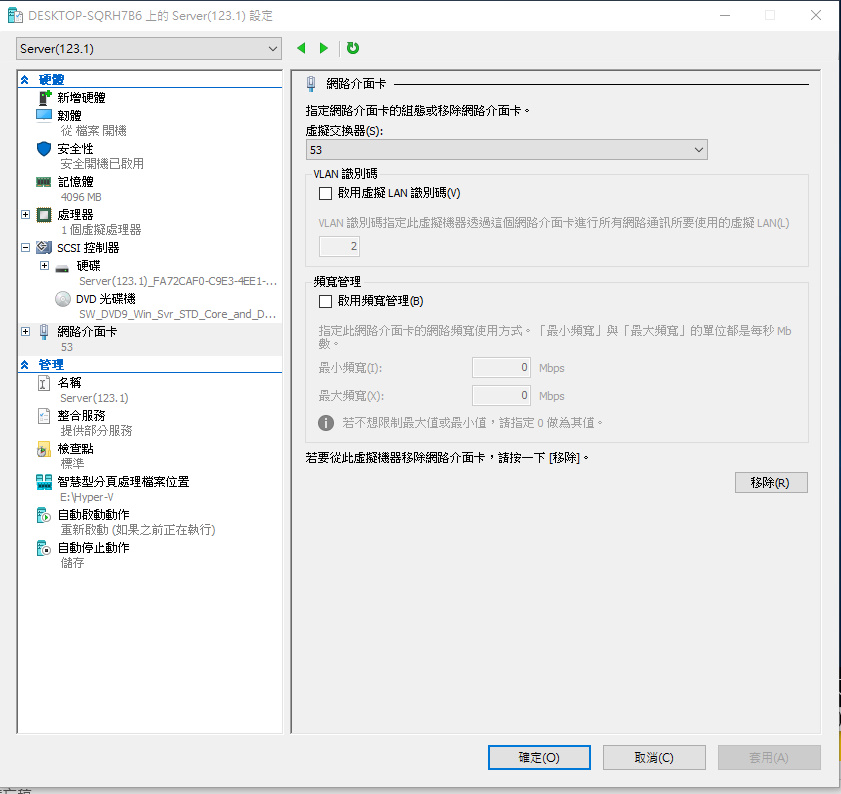 DESKTOP-SQRH7B6 上的 Server(123.1) 設定
Server(123.1)
硬體
新增硬體
韌體
從 檔案 開機
安全性
安全開機已啟用
記憶體
4096 MB
處理器
1 個虛擬處理器
SCSI 控制器
硬碟
Server(123.1)_FA72CAF0-C9E3-4EE1-...
DVD 光碟機
SW_DVD9_Win_Svr_STD_Core_and_D...
網路介面卡
53
管理
名稱
Server(123.1)
整合服務
提供部分服務
檢查點
標準
智慧型分頁處理檔案位置
E:\Hyper-V
自動啟動動作
重新啟動 (如果之前正在執行)
自動停止動作
儲存
網路介面卡
指定網路介面卡的組態或移除網路介面卡。
虛擬交換器(S):
53
VLAN 識別碼
啟用虛擬 LAN 識別碼(V)
VLAN 識別碼指定此虛擬機器透過這個網路介面卡進行所有網路通訊所要使用的虛擬 LAN(L)
2
頻寬管理
啟用頻寬管理(B)
指定此網路介面卡的網路頻寬使用方式。「最小頻寬」與「最大頻寬」的單位都是每秒 Mb
數。
最小頻寬(I): 0 Mbps
最大頻寬(X): 0 Mbps
若不想限制最大值或最小值，請指定 0 做為其值。
若要從此虛擬機器移除網路介面卡，請按一下 [移除]。
移除(R)
確定(O) 取消(C) 套用(A)